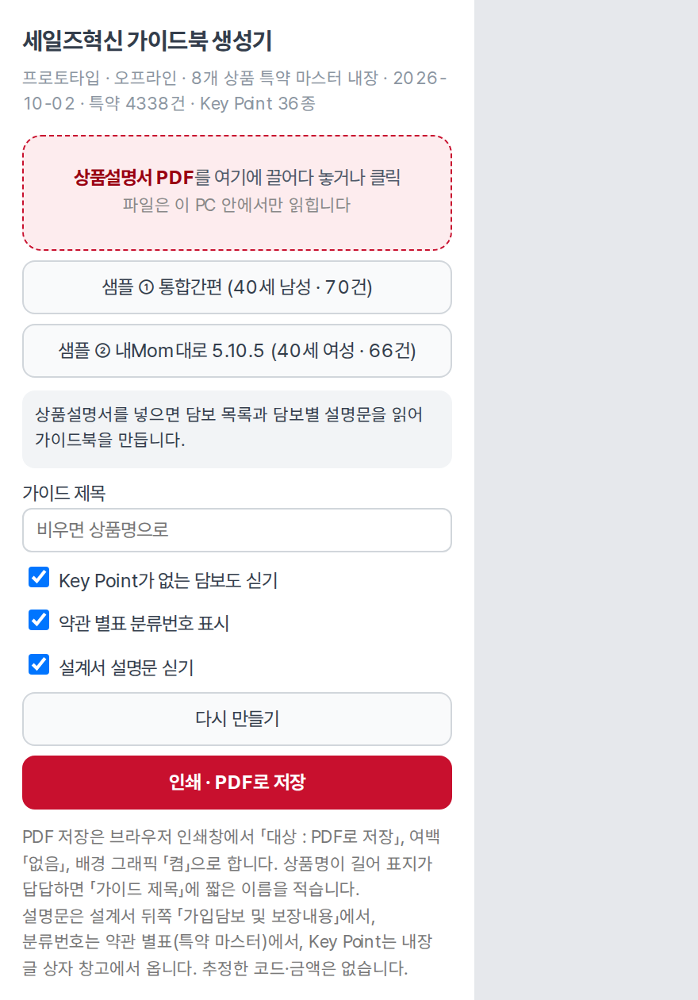 세일즈혁신 가이드북 생성기
프로토타입 · 오프라인 · 8개 상품 특약 마스터 내장 · 2026-
10-02 · 특약 4338건 · Key Point 36종
상품설명서 PDF를 여기에 끌어다 놓거나 클릭
파일은 이 PC 안에서만 읽힙니다
샘플 ① 통합간편 (40세 남성 · 70건)
샘플 ② 내Mom대로 5.10.5 (40세 여성 · 66건)
상품설명서를 넣으면 담보 목록과 담보별 설명문을 읽어
가이드북을 만듭니다.
가이드 제목
비우면 상품명으로
Key Point가 없는 담보도 싣기
약관 별표 분류번호 표시
설계서 설명문 싣기
다시 만들기
인쇄 · PDF로 저장
PDF 저장은 브라우저 인쇄창에서 「대상 : PDF로 저장」, 여백
「없음」, 배경 그래픽 「켬」으로 합니다. 상품명이 길어 표지가
답답하면 「가이드 제목」에 짧은 이름을 적습니다.
설명문은 설계서 뒤쪽 「가입담보 및 보장내용」에서,
분류번호는 약관 별표(특약 마스터)에서, Key Point는 내장
글 상자 창고에서 옵니다. 추정한 코드·금액은 없습니다.